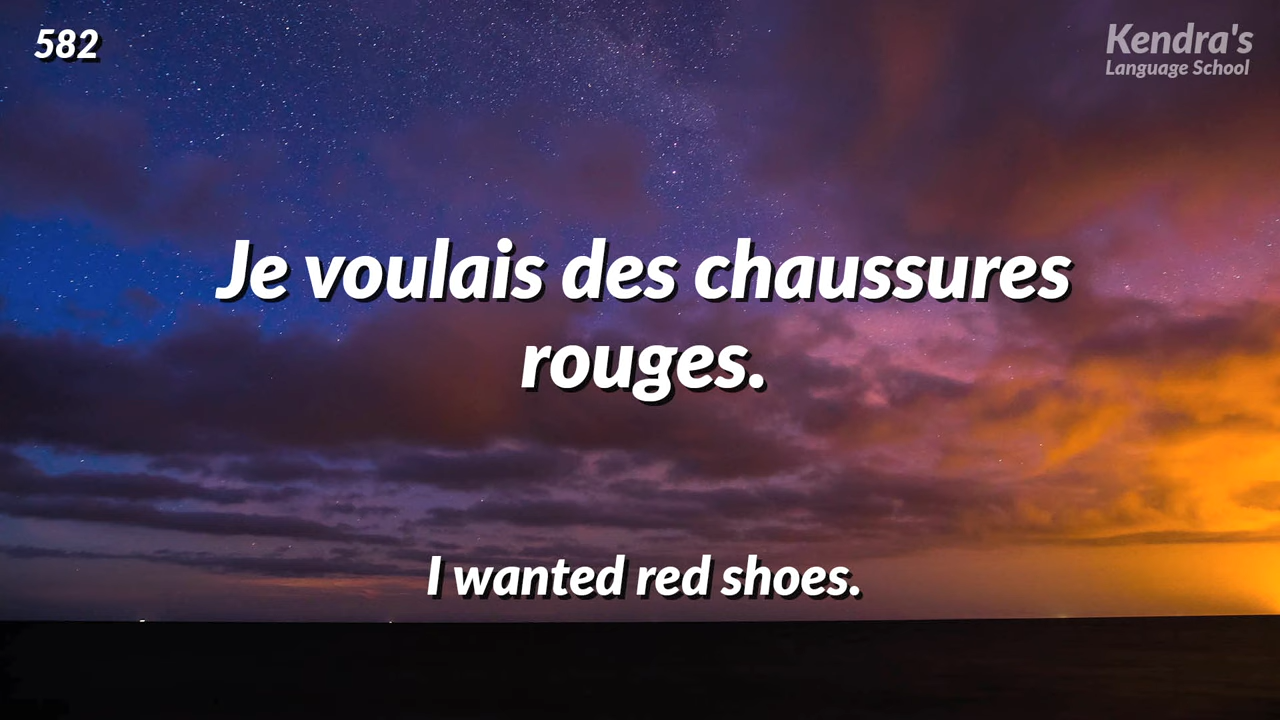 582
Kendra's
Language School
Je voulais des chaussures
rouges.
I wanted red shoes.